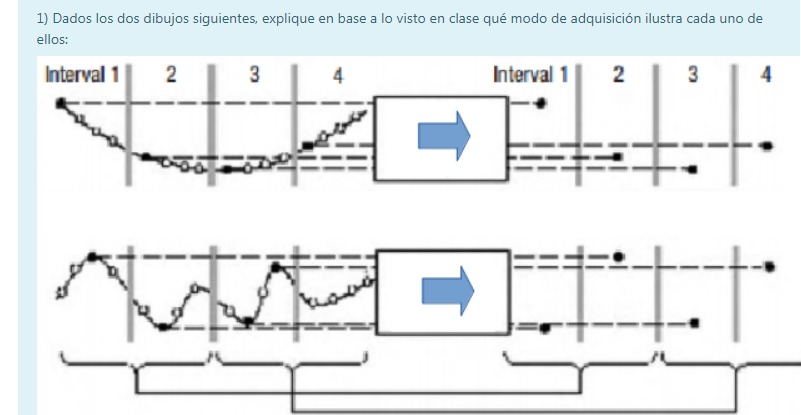 1) Dados los dos dibujos siguientes, explique en base a lo visto en clase qué modo de adquisición ilustra cada uno de
ellos:
Interval 1 2 3 4 Interval 1 2 3 4